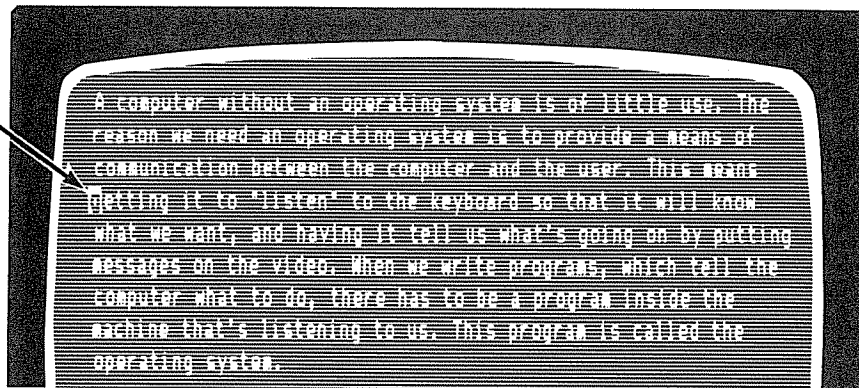 A computer without an operating system is of little use. The
reason we need an operating system is to provide a means of
communication between the computer and the user. This means
getting it to "listen" to the keyboard so that it will know
what we want, and having it tell us what's going on by putting
messages on the video. When we write programs, which tell the
computer what to do, there has to be a program inside the
machine that's listening to us. This program is called the
operating system.